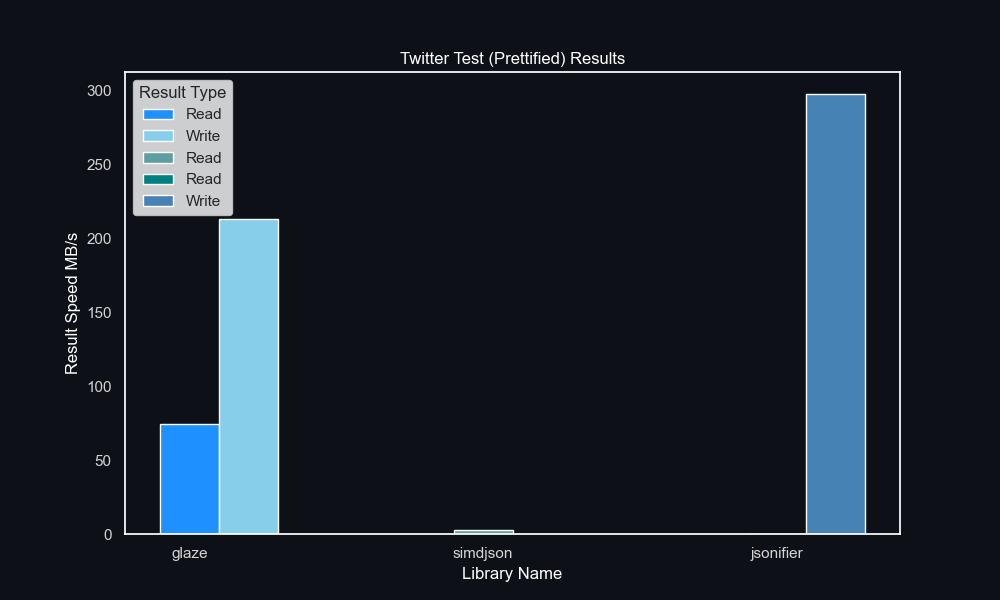 Twitter Test (Prettified) Results
Result Type
Read
Write
Read
Read
Write
300
250
200
150
100
50
0
Result Speed MB/s
glaze
simdjson
jsonifier
Library Name